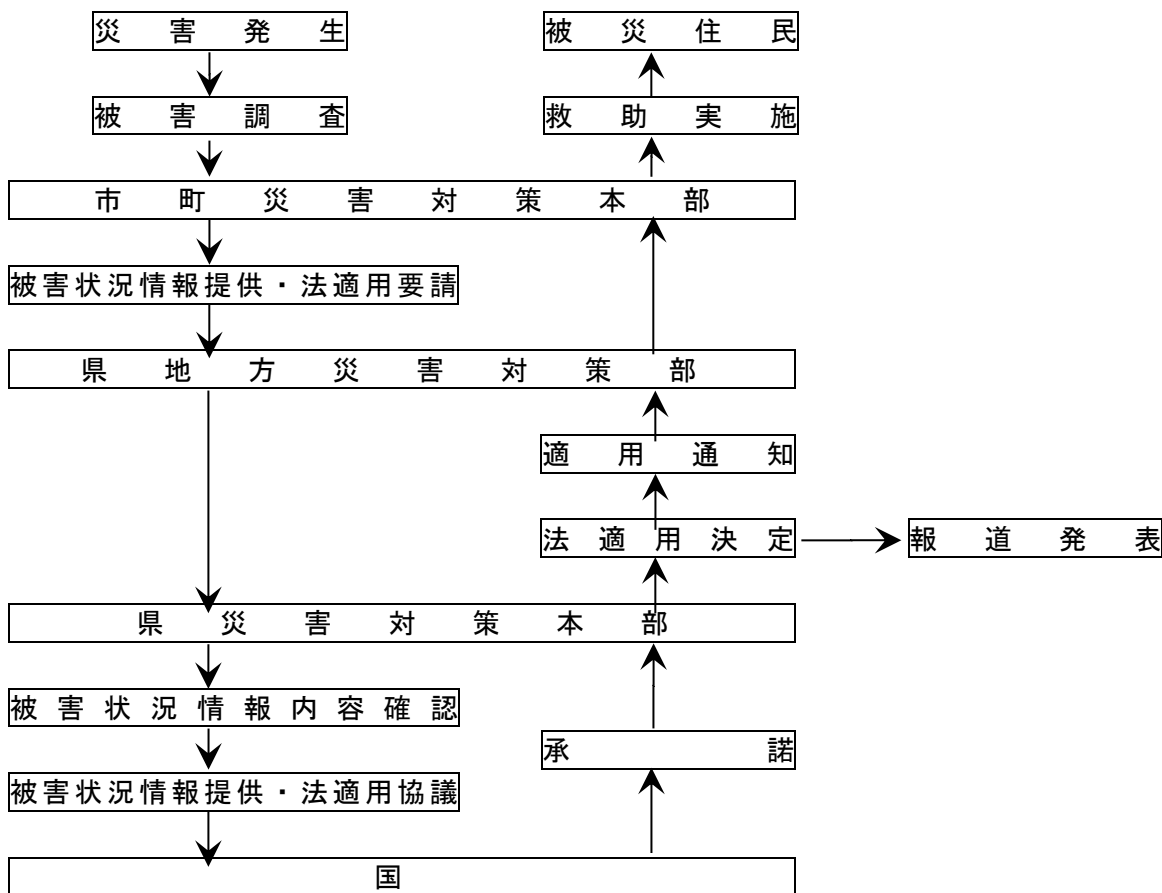 災害発生
被災住民
被害調査
救助実施
市町災害対策本部
被害状況情報提供・法適用要請
県地方災害対策部
適用通知
法適用決定
報道発表
県災害対策本部
被害状況情報内容確認
承諾
被害状況情報提供・法適用協議
国